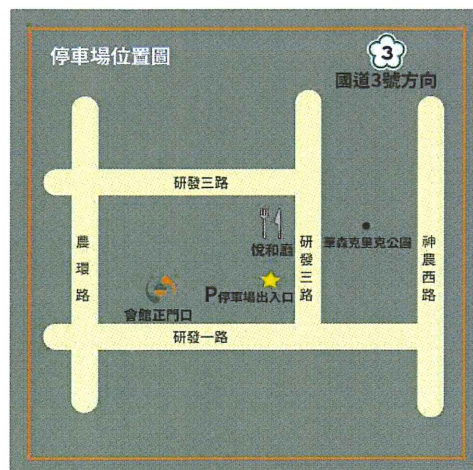 停車場位置圖
3
國道3號方向
研發三路
農環路
悅和庭
研發三路
華森克里克公園
神農西路
P停車場出入口
會館正門口
研發一路